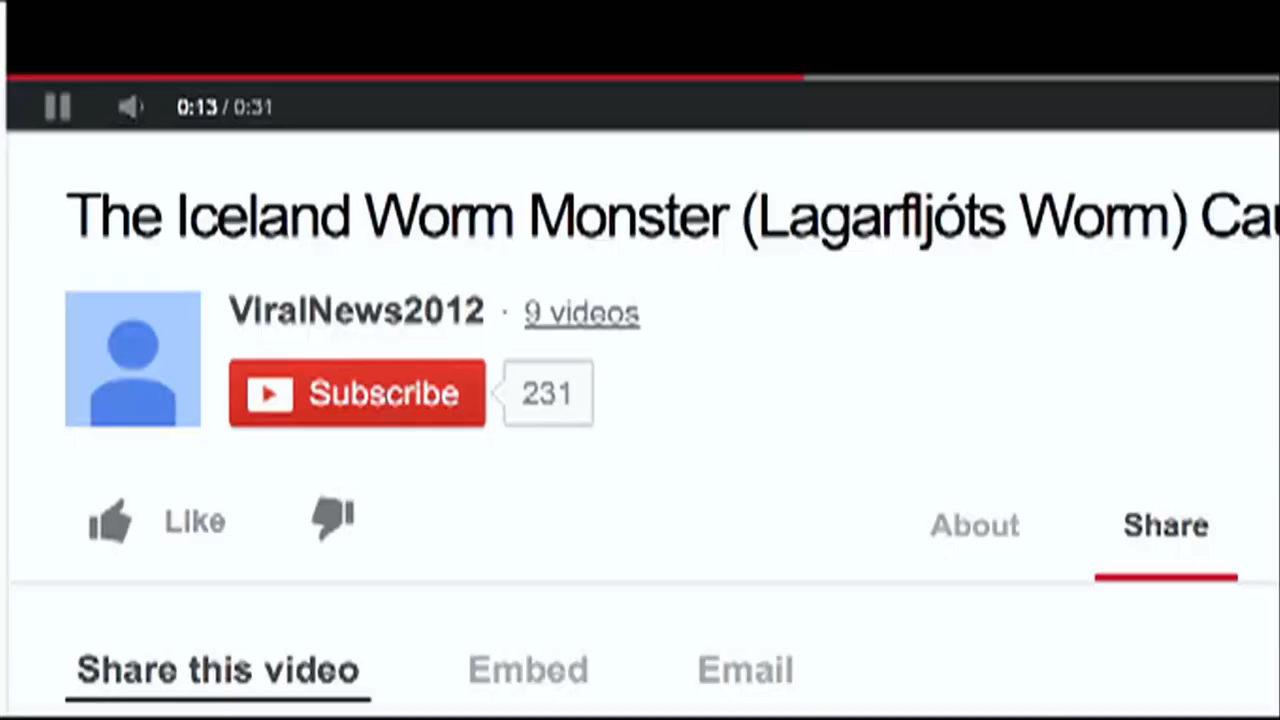 0:13 / 0:31
The Iceland Worm Monster (Lagarfljóts Worm)
ViralNews2012 · 9 videos
Subscribe 231
Like
About Share
Share this video Embed Email